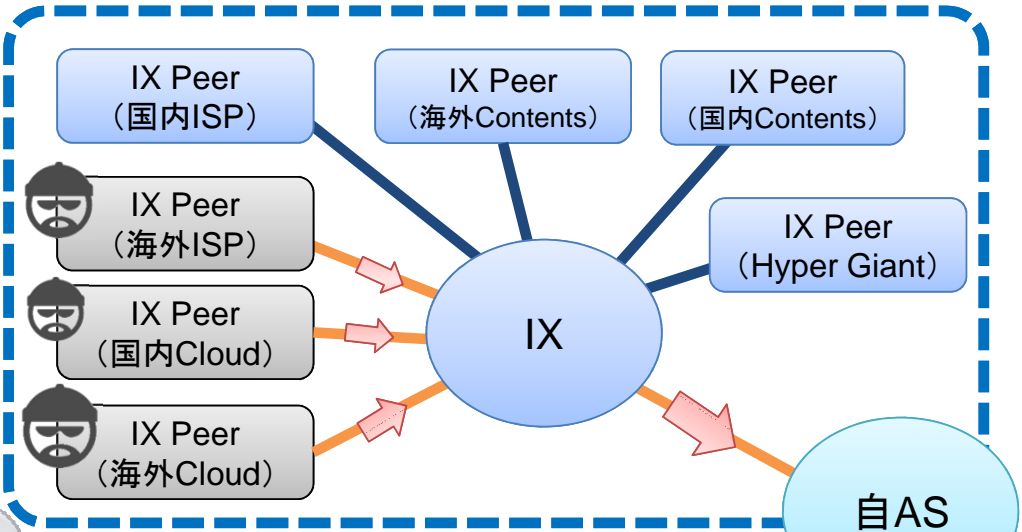 IX Peer
（国内ISP）
IX Peer
（海外Contents）
IX Peer
（国内Contents）
IX Peer
（海外ISP）
IX Peer
（Hyper Giant）
IX Peer
（国内Cloud）
IX
IX Peer
（海外Cloud）
自AS